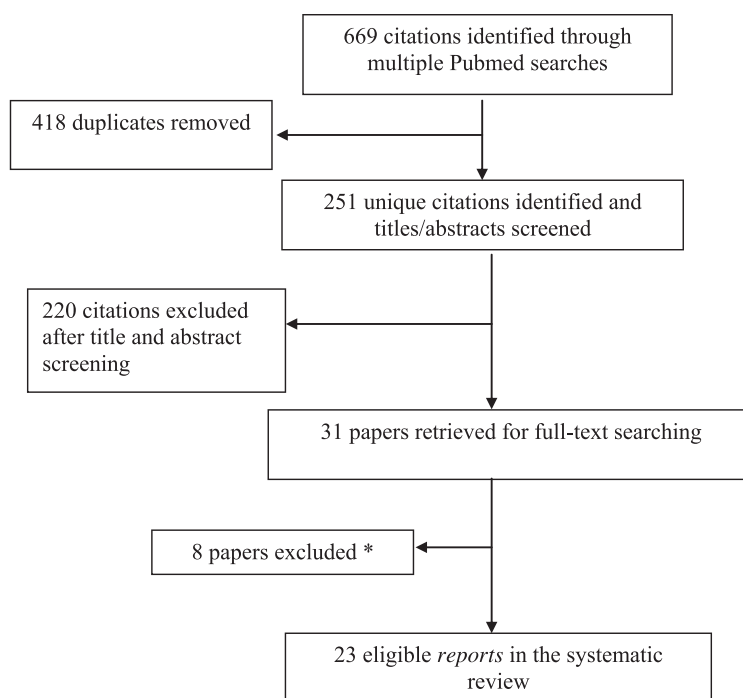 669 citations identified through
multiple Pubmed searches
418 duplicates removed
251 unique citations identified and
titles/abstracts screened
220 citations excluded
after title and abstract
screening
31 papers retrieved for full-text searching
8 papers excluded *
23 eligible reports in the systematic
review